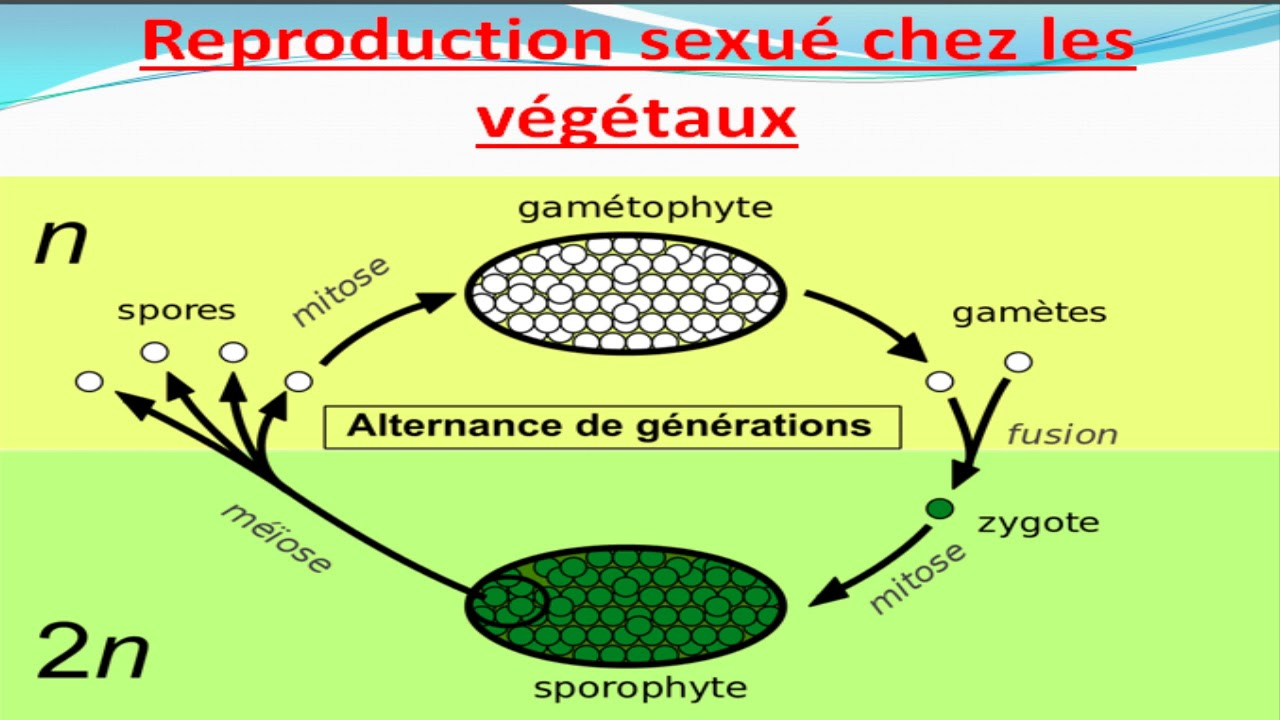 Reproduction sexué chez les
végétaux
n
gamétophyte
mitose
spores
gamètes
Alternance de générations
fusion
méïose
zygote
mitose
2n
sporophyte